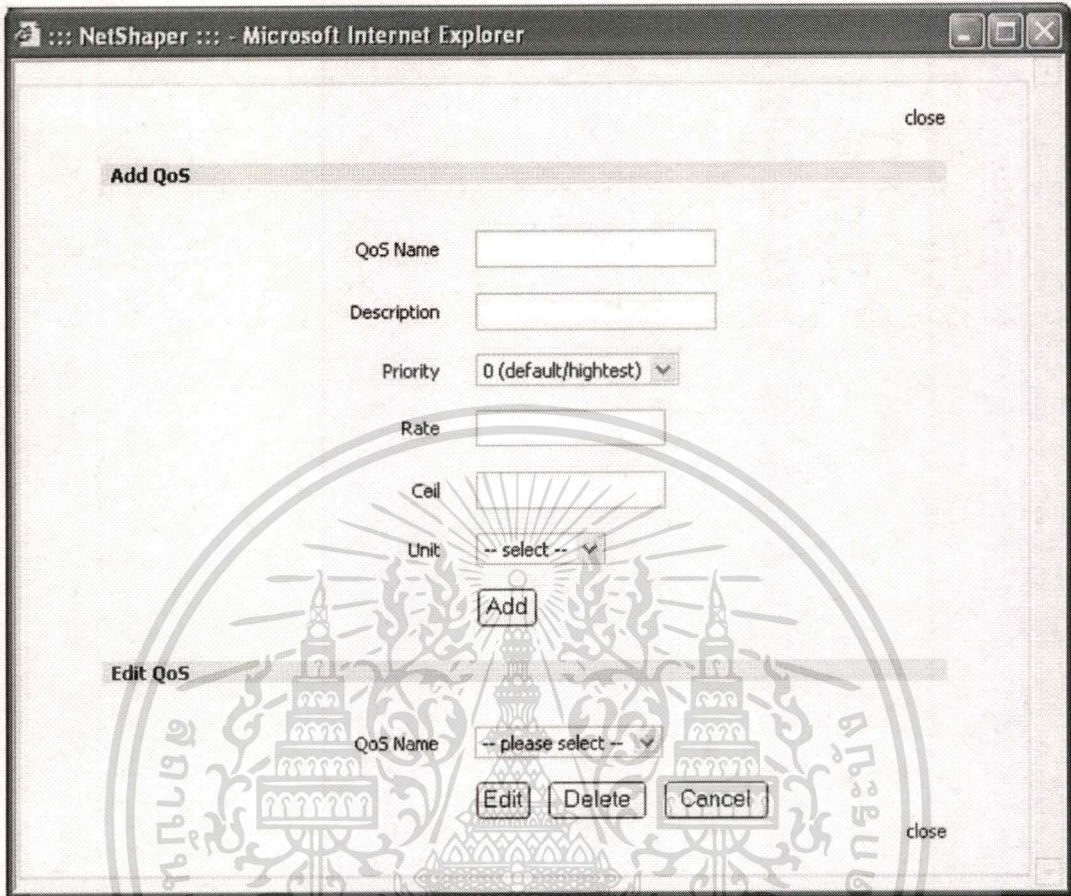 ::: NetShaper ::: - Microsoft Internet Explorer
close
Add QoS
QoS Name
Description
Priority 0 (default/hightest)
Rate
Ceil
Unit -- select --
Add
Edit QoS
QoS Name -- please select --
Edit Delete Cancel
close